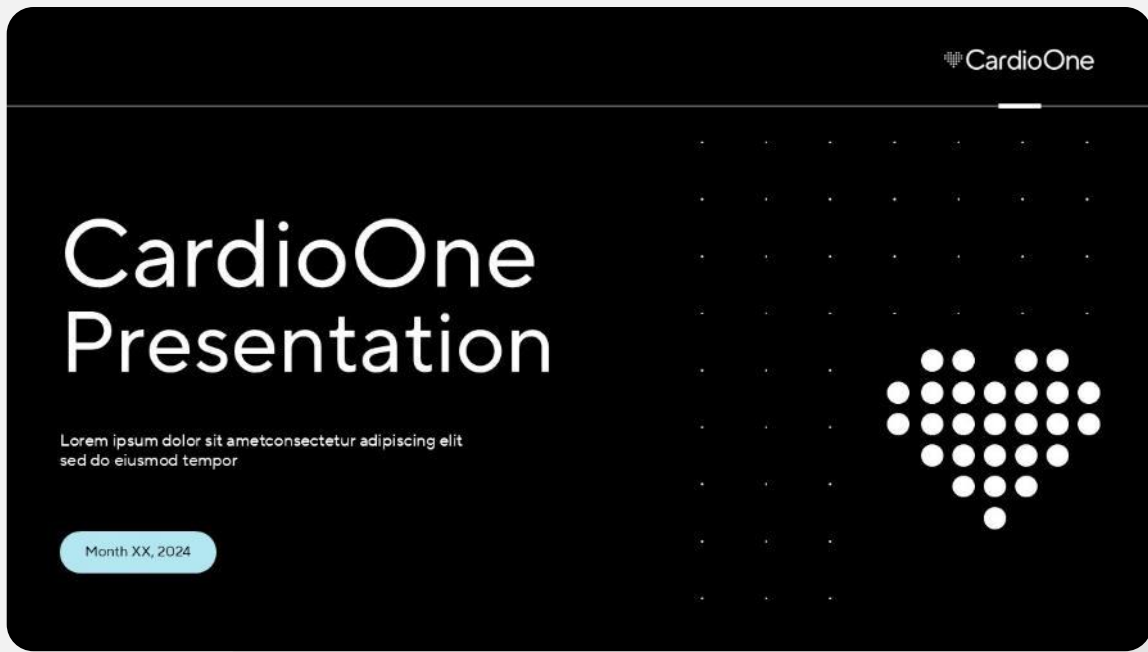 CardioOne
CardioOne
Presentation
Lorem ipsum dolor sit ametconsectetur adipiscing elit
sed do eiusmod tempor
Month XX, 2024